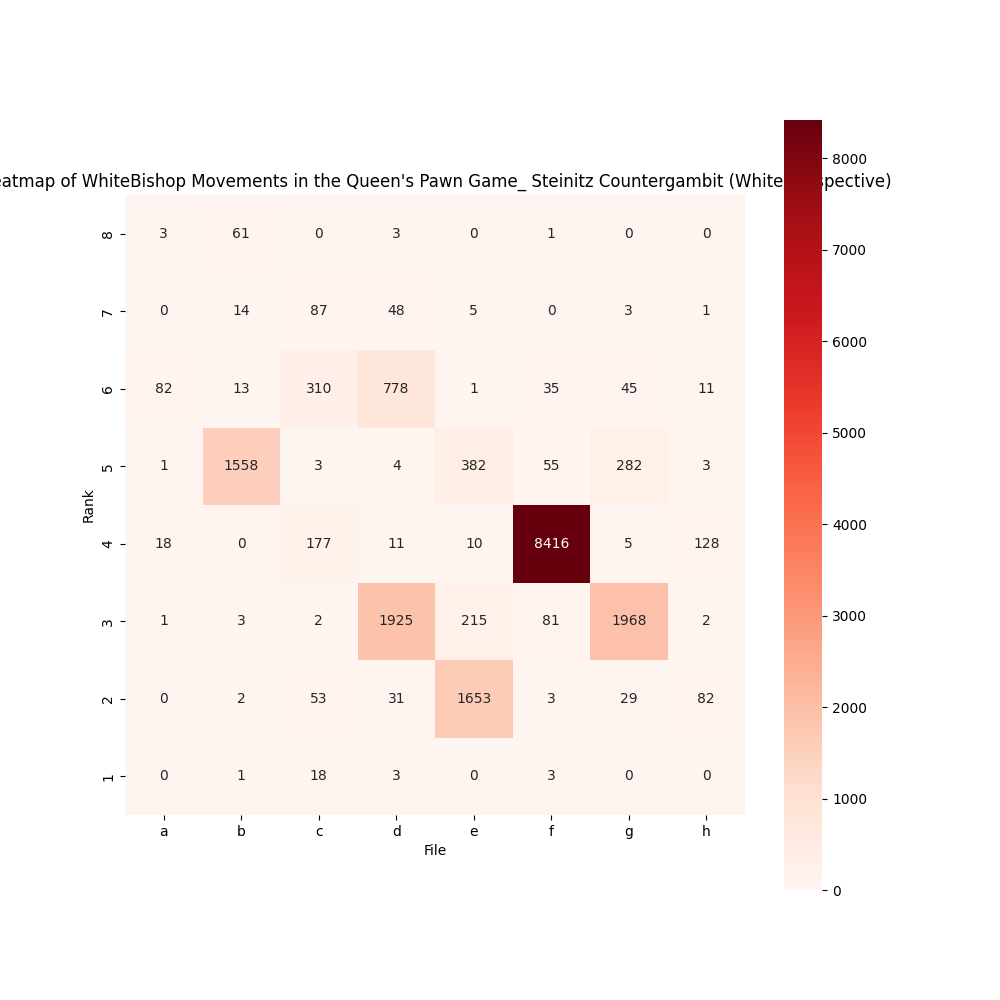 eatmap of WhiteBishop Movements in the Queen's Pawn Game_ Steinitz Countergambit (White spective)
8 3 61 0 3 0 1 0 0
7 0 14 87 48 5 0 3 1
6 82 13 310 778 1 35 45 11
5 1 1558 3 4 382 55 282 3
4 18 0 177 11 10 8416 5 128
3 1 3 2 1925 215 81 1968 2
2 0 2 53 31 1653 3 29 82
1 0 1 18 3 0 3 0 0
a b c d e f g h
File
Rank
8000
7000
6000
5000
4000
3000
2000
1000
0